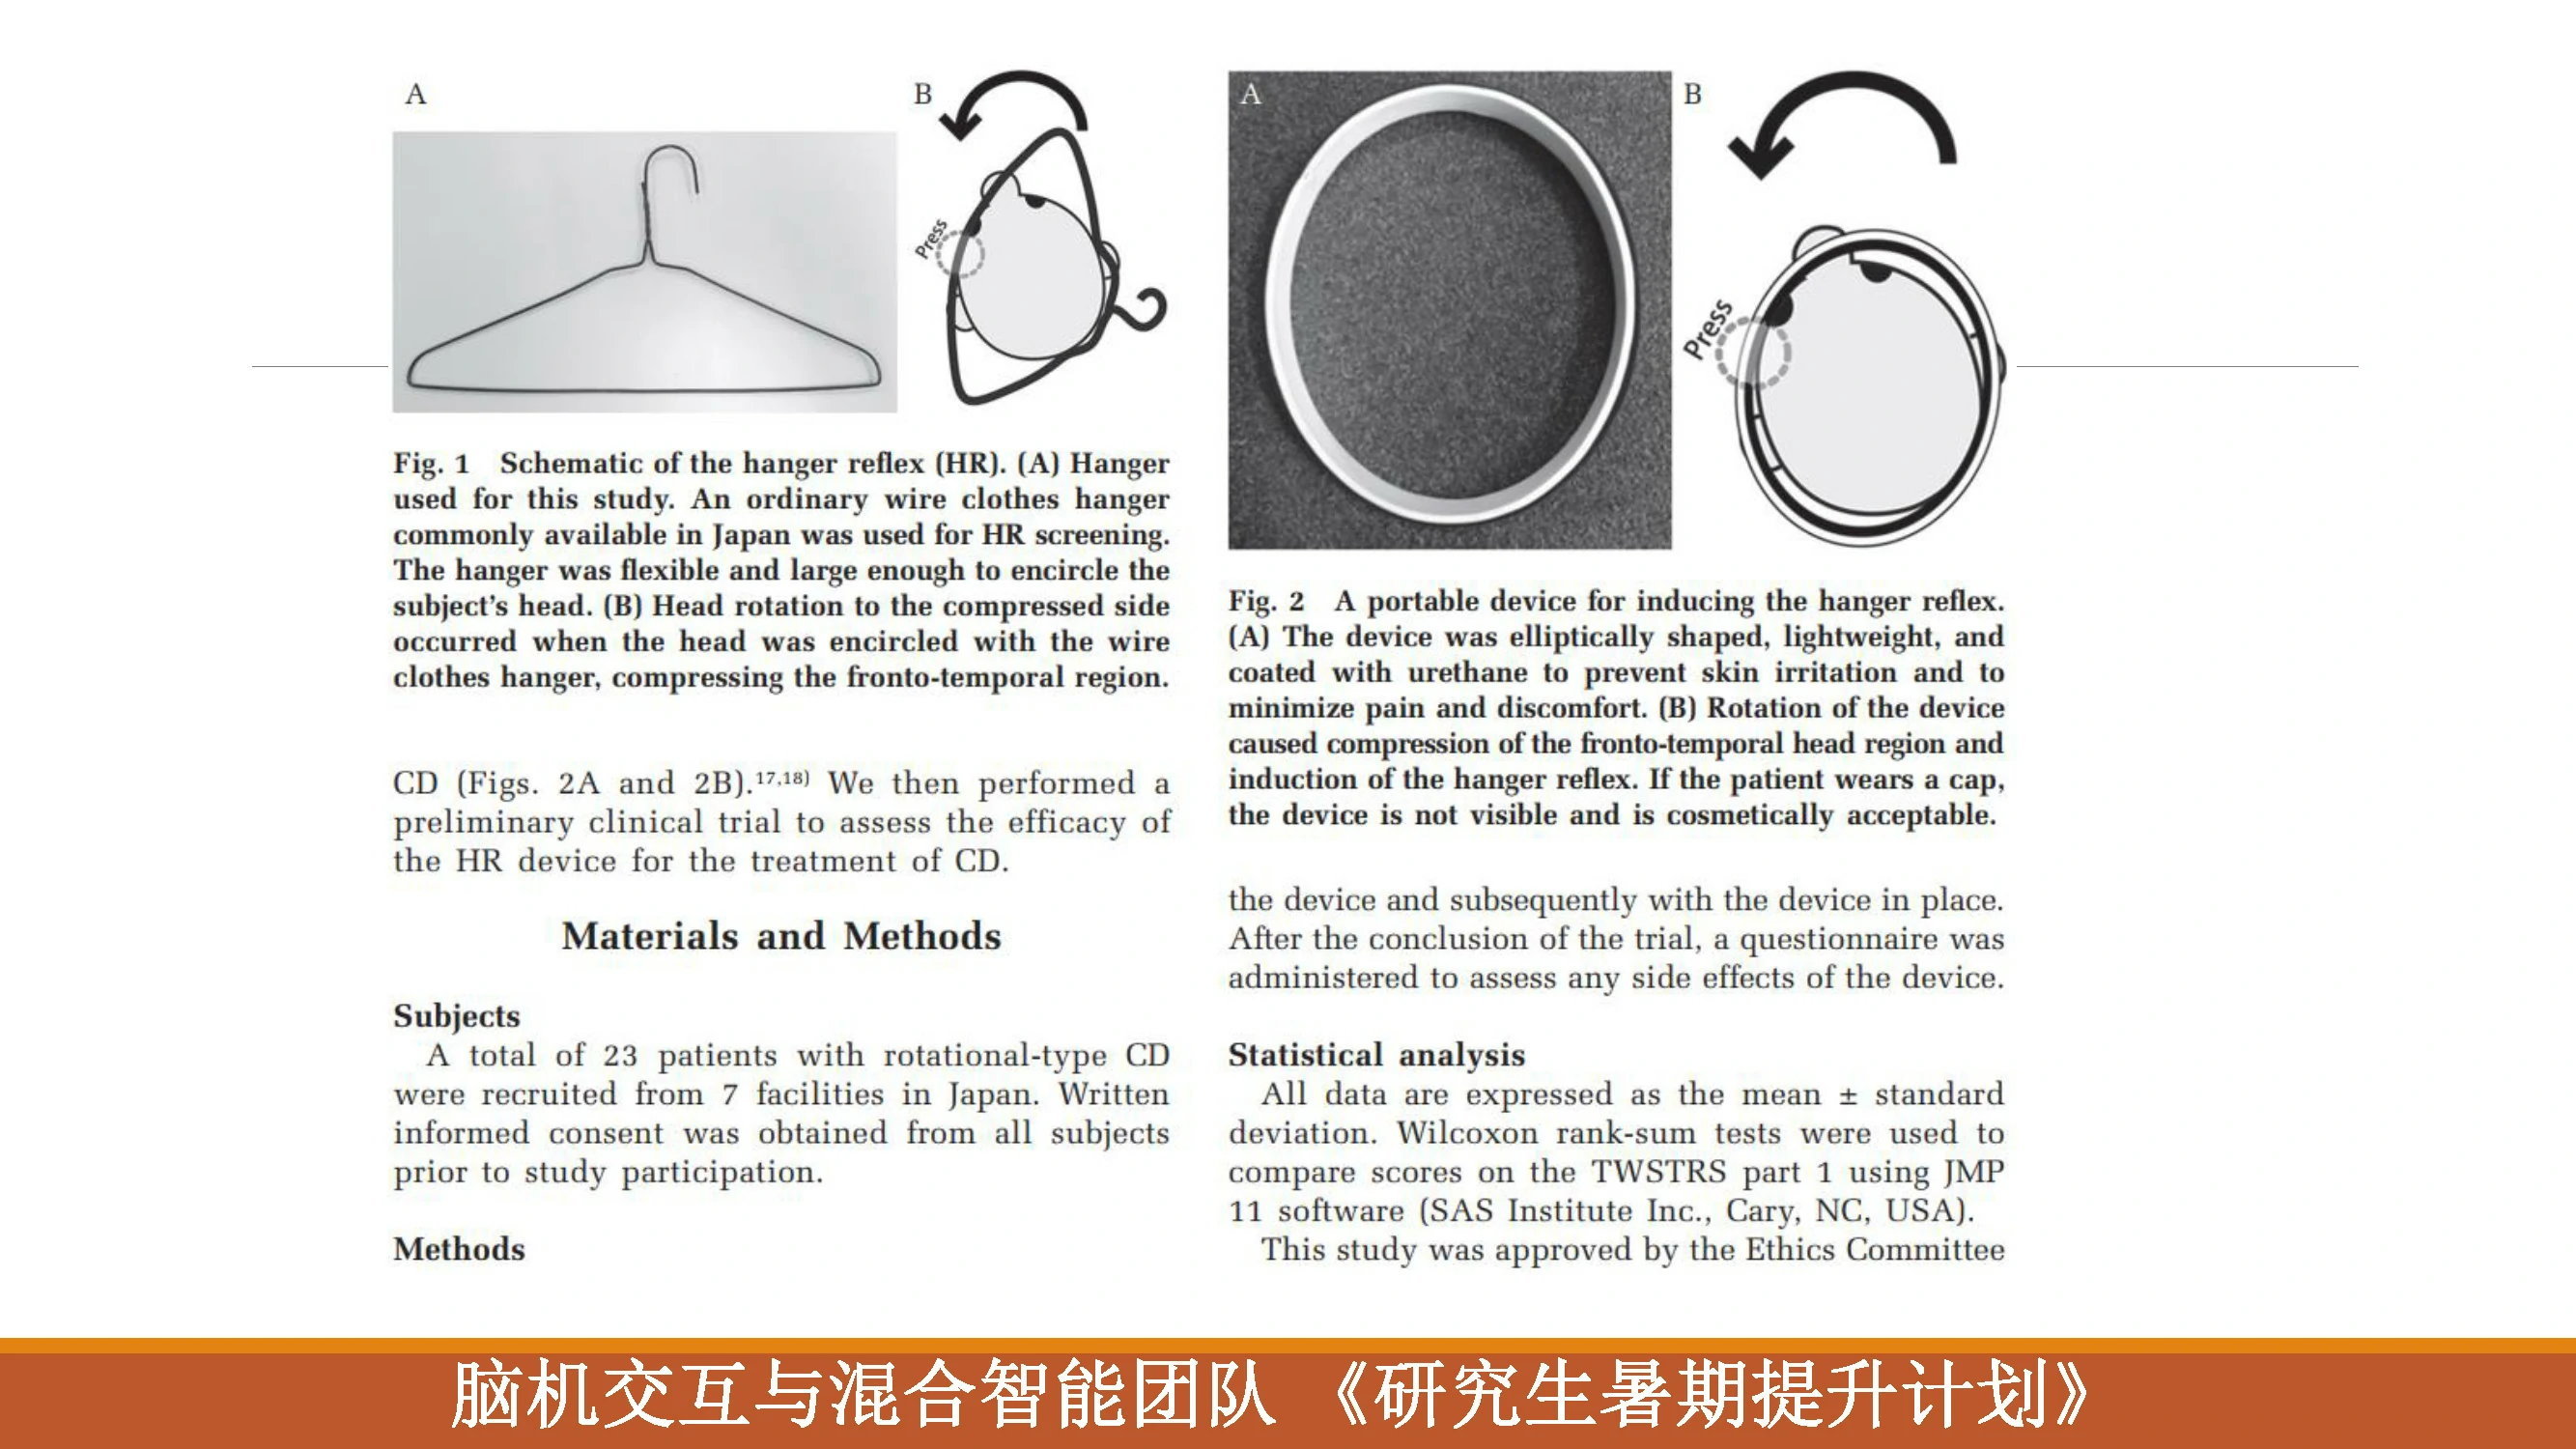 A
B
Press
Fig. 1 Schematic of the hanger reflex (HR). (A) Hanger
used for this study. An ordinary wire clothes hanger
commonly available in Japan was used for HR screening.
The hanger was flexible and large enough to encircle the
subject's head. (B) Head rotation to the compressed side
occurred when the head was encircled with the wire
clothes hanger, compressing the fronto-temporal region.
CD (Figs. 2A and 2B).17,18) We then performed a
preliminary clinical trial to assess the efficacy of
the HR device for the treatment of CD.
Materials and Methods
Subjects
A total of 23 patients with rotational-type CD
were recruited from 7 facilities in Japan. Written
informed consent was obtained from all subjects
prior to study participation.
Methods
A
B
Press
Fig. 2 A portable device for inducing the hanger reflex.
(A) The device was elliptically shaped, lightweight, and
coated with urethane to prevent skin irritation and to
minimize pain and discomfort. (B) Rotation of the device
caused compression of the fronto-temporal head region and
induction of the hanger reflex. If the patient wears a cap,
the device is not visible and is cosmetically acceptable.
the device and subsequently with the device in place.
After the conclusion of the trial, a questionnaire was
administered to assess any side effects of the device.
Statistical analysis
All data are expressed as the mean ± standard
deviation. Wilcoxon rank-sum tests were used to
compare scores on the TWSTRS part 1 using JMP
11 software (SAS Institute Inc., Cary, NC, USA).
This study was approved by the Ethics Committee
脑机交互与混合智能团队 《研究生暑期提升计划》